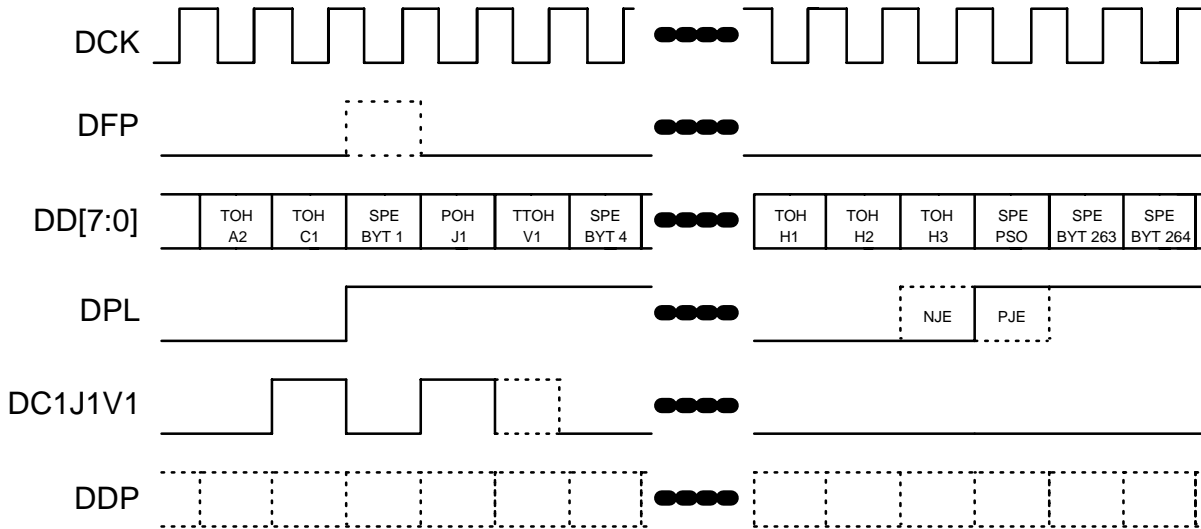 DCK
DFP
DD[7:0]
TOH A2
TOH C1
SPE BYT 1
POH J1
TTOH V1
SPE BYT 4
TOH H1
TOH H2
TOH H3
SPE PSO
SPE BYT 263
SPE BYT 264
DPL
NJE
PJE
DC1J1V1
DDP